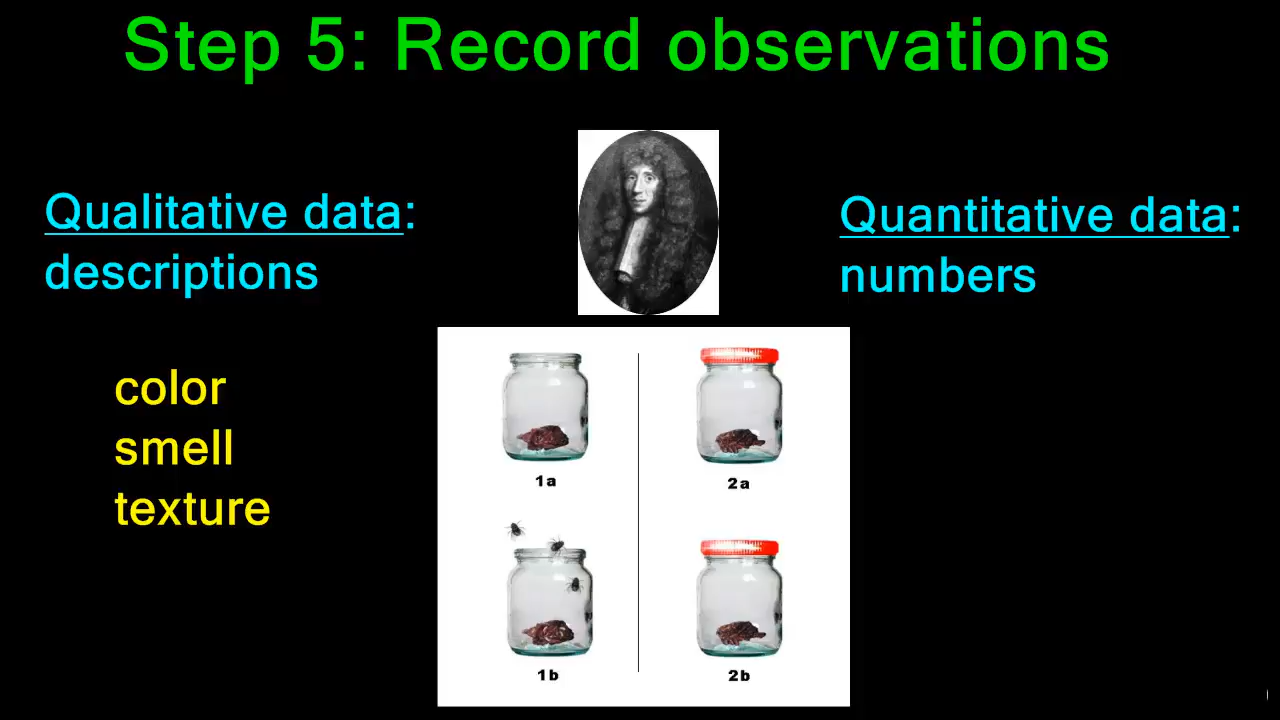 Step 5: Record observations
Qualitative data:
descriptions
color
smell
texture
Quantitative data:
numbers
1a
2a
1b
2b